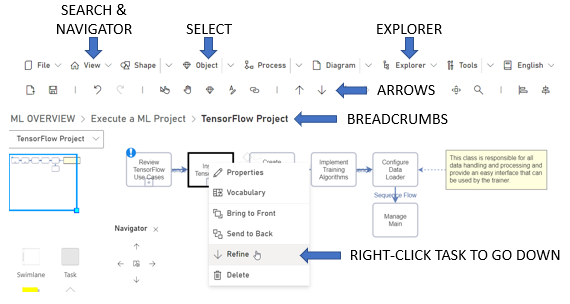 SEARCH &
NAVIGATOR
SELECT
EXPLORER
File View Shape Object Process Diagram Explorer Tools English
ARROWS
ML OVERVIEW > Execute a ML Project > TensorFlow Project
BREADCRUMBS
TensorFlow Project
Review
TensorFlow
Use Cases
Ins
Tensor
Create
Implement
Training
Algorithms
Configure
Data
Loader
This class is responsible for all
data handling and processing and
provide an easy interface that can
be used by the trainer.
Sequence Flow
Manage
Main
Properties
Vocabulary
Bring to Front
Send to Back
Refine
Delete
RIGHT-CLICK TASK TO GO DOWN
Navigator ×
Swimlane
Task